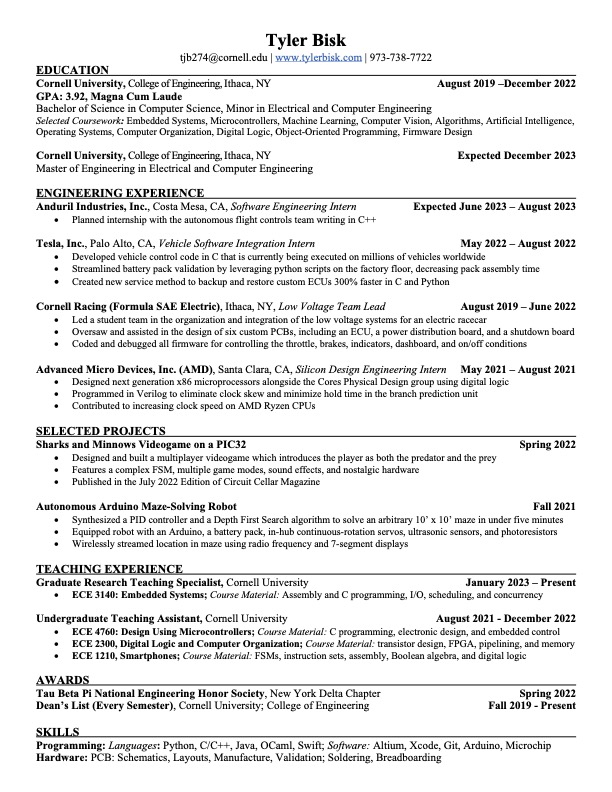 Tyler Bisk
tjb274@cornell.edu | www.tylerbisk.com | 973-738-7722
EDUCATION
Cornell University, College of Engineering, Ithaca, NY August 2019 –December 2022
GPA: 3.92, Magna Cum Laude
Bachelor of Science in Computer Science, Minor in Electrical and Computer Engineering
Selected Coursework: Embedded Systems, Microcontrollers, Machine Learning, Computer Vision, Algorithms, Artificial Intelligence,
Operating Systems, Computer Organization, Digital Logic, Object-Oriented Programming, Firmware Design
Cornell University, College of Engineering, Ithaca, NY Expected December 2023
Master of Engineering in Electrical and Computer Engineering
ENGINEERING EXPERIENCE
Anduril Industries, Inc., Costa Mesa, CA, Software Engineering Intern Expected June 2023 – August 2023
• Planned internship with the autonomous flight controls team writing in C++
Tesla, Inc., Palo Alto, CA, Vehicle Software Integration Intern May 2022 – August 2022
• Developed vehicle control code in C that is currently being executed on millions of vehicles worldwide
• Streamlined battery pack validation by leveraging python scripts on the factory floor, decreasing pack assembly time
• Created new service method to backup and restore custom ECUs 300% faster in C and Python
Cornell Racing (Formula SAE Electric), Ithaca, NY, Low Voltage Team Lead August 2019 – June 2022
• Led a student team in the organization and integration of the low voltage systems for an electric racecar
• Oversaw and assisted in the design of six custom PCBs, including an ECU, a power distribution board, and a shutdown board
• Coded and debugged all firmware for controlling the throttle, brakes, indicators, dashboard, and on/off conditions
Advanced Micro Devices, Inc. (AMD), Santa Clara, CA, Silicon Design Engineering Intern May 2021 – August 2021
• Designed next generation x86 microprocessors alongside the Cores Physical Design group using digital logic
• Programmed in Verilog to eliminate clock skew and minimize hold time in the branch prediction unit
• Contributed to increasing clock speed on AMD Ryzen CPUs
SELECTED PROJECTS
Sharks and Minnows Videogame on a PIC32 Spring 2022
• Designed and built a multiplayer videogame which introduces the player as both the predator and the prey
• Features a complex FSM, multiple game modes, sound effects, and nostalgic hardware
• Published in the July 2022 Edition of Circuit Cellar Magazine
Autonomous Arduino Maze-Solving Robot Fall 2021
• Synthesized a PID controller and a Depth First Search algorithm to solve an arbitrary 10’ x 10’ maze in under five minutes
• Equipped robot with an Arduino, a battery pack, in-hub continuous-rotation servos, ultrasonic sensors, and photoresistors
• Wirelessly streamed location in maze using radio frequency and 7-segment displays
TEACHING EXPERIENCE
Graduate Research Teaching Specialist, Cornell University January 2023 – Present
• ECE 3140: Embedded Systems; Course Material: Assembly and C programming, I/O, scheduling, and concurrency
Undergraduate Teaching Assistant, Cornell University August 2021 - December 2022
• ECE 4760: Design Using Microcontrollers; Course Material: C programming, electronic design, and embedded control
• ECE 2300, Digital Logic and Computer Organization; Course Material: transistor design, FPGA, pipelining, and memory
• ECE 1210, Smartphones; Course Material: FSMs, instruction sets, assembly, Boolean algebra, and digital logic
AWARDS
Tau Beta Pi National Engineering Honor Society, New York Delta Chapter Spring 2022
Dean’s List (Every Semester), Cornell University; College of Engineering Fall 2019 - Present
SKILLS
Programming: Languages: Python, C/C++, Java, OCaml, Swift; Software: Altium, Xcode, Git, Arduino, Microchip
Hardware: PCB: Schematics, Layouts, Manufacture, Validation; Soldering, Breadboarding